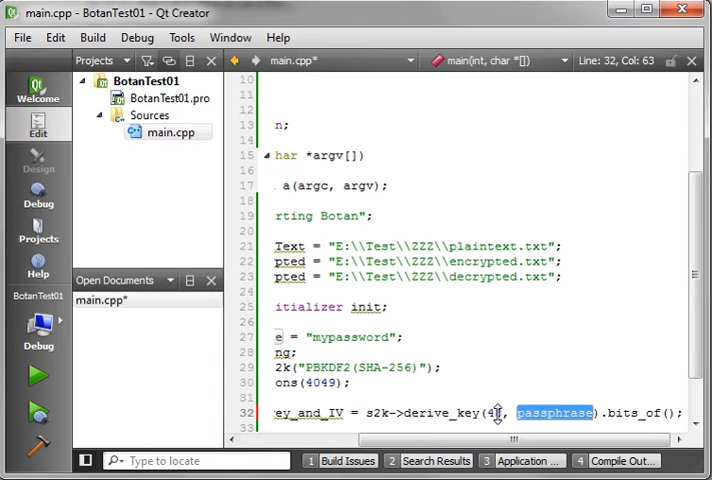 main.cpp* - BotanTest01 - Qt Creator
File Edit Build Debug Tools Window Help
Projects main.cpp* main(int, char *[]) Line: 32, Col: 63
Welcome
Edit
Design
Debug
Projects
Help
BotanTest01
Debug
BotanTest01
BotanTest01.pro
Sources
main.cpp
Open Documents
main.cpp*
10
11
12
13 n;
14
15 har *argv[])
16
17 a(argc, argv);
18
19 rting Botan";
20
21 Text = "E:\\Test\\ZZZ\\plaintext.txt";
22 pted = "E:\\Test\\ZZZ\\encrypted.txt";
23 pted = "E:\\Test\\ZZZ\\decrypted.txt";
24
25 itializer init;
26
27 e = "mypassword";
28 ng;
29 2k("PBKDF2(SHA-256)");
30 ons(4049);
31
32 ey_and_IV = s2k->derive_key(48, passphrase).bits_of();
33
Type to locate 1 Build Issues 2 Search Results 3 Application ... 4 Compile Out...